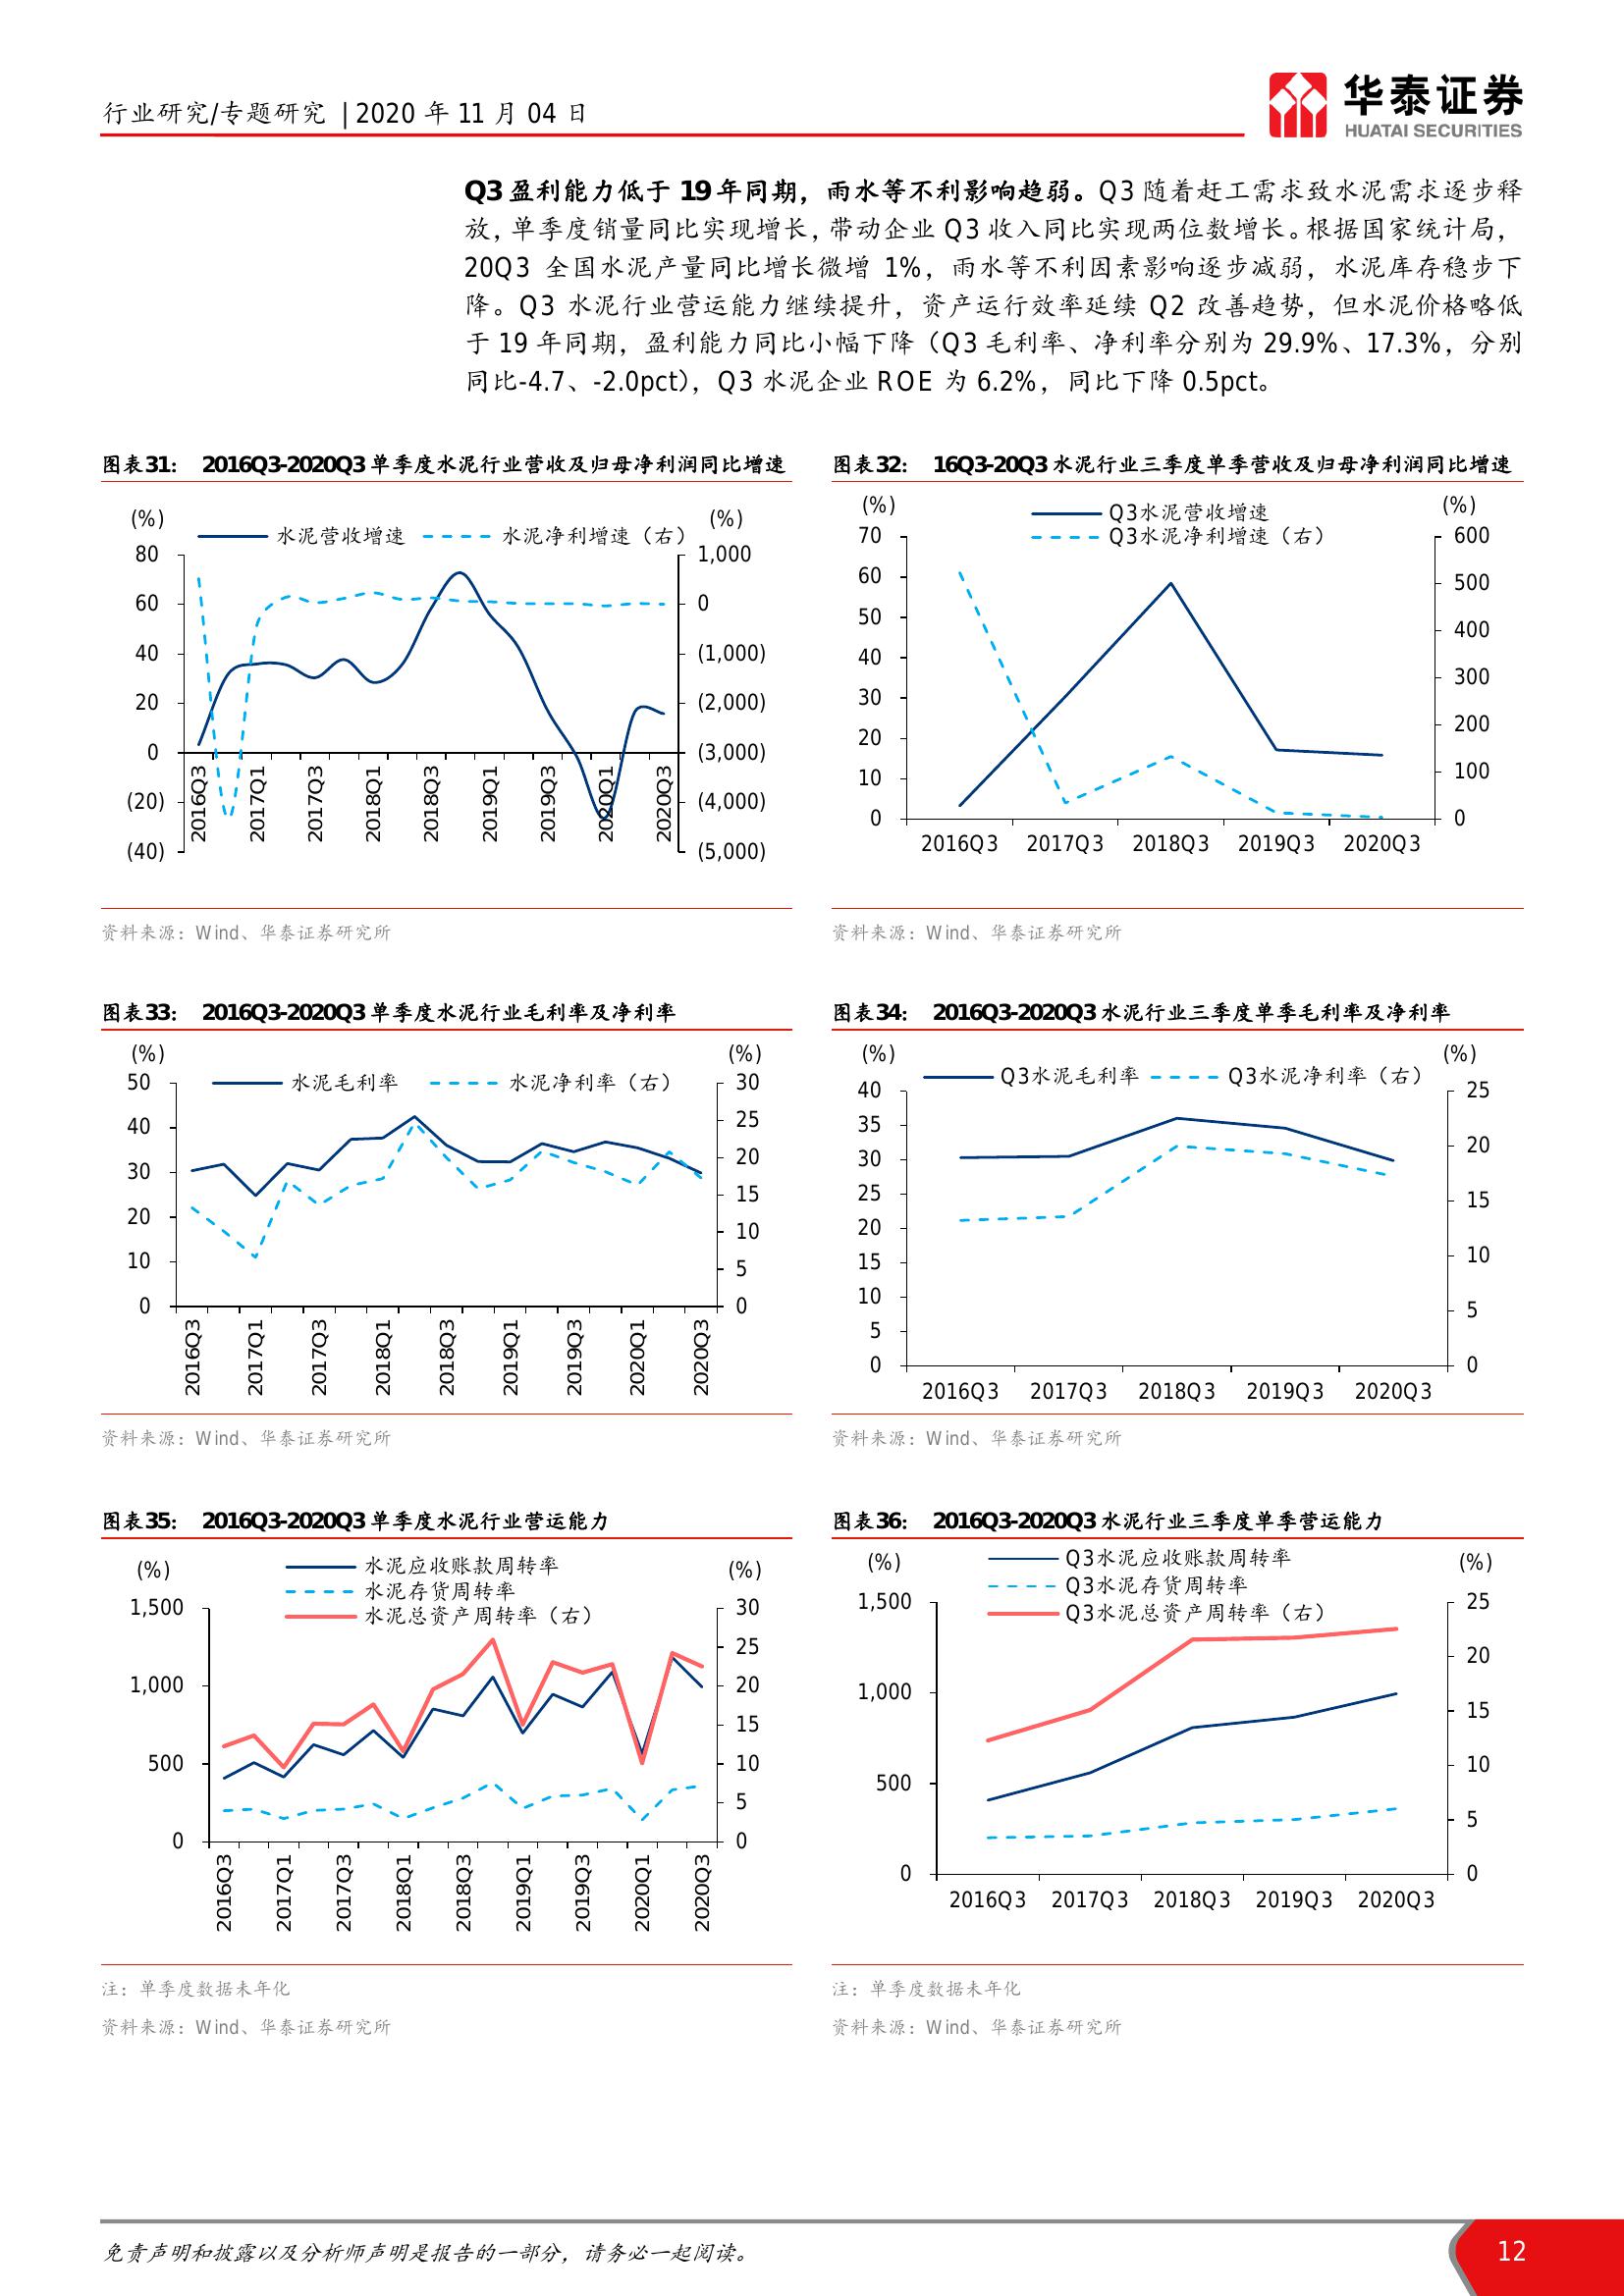 行业研究/专题研究 | 2020 年 11 月 04 日
华泰证券
HUATAI SECURITIES
Q3 盈利能力低于 19 年同期，雨水等不利影响趋弱。Q3 随着赶工需求致水泥需求逐步释
放，单季度销量同比实现增长，带动企业 Q3 收入同比实现两位数增长。根据国家统计局，
20Q3 全国水泥产量同比增长微增 1%，雨水等不利因素影响逐步减弱，水泥库存稳步下
降。Q3 水泥行业营运能力继续提升，资产运行效率延续 Q2 改善趋势，但水泥价格略低
于 19 年同期，盈利能力同比小幅下降（Q3 毛利率、净利率分别为 29.9%、17.3%，分别
同比-4.7、-2.0pct），Q3 水泥企业 ROE 为 6.2%，同比下降 0.5pct。
图表31： 2016Q3-2020Q3 单季度水泥行业营收及归母净利润同比增速
(%) (%)
水泥营收增速 水泥净利增速（右）
80 1,000
60 0
40 (1,000)
20 (2,000)
0 (3,000)
(20) (4,000)
(40) (5,000)
2016Q3 2017Q1 2017Q3 2018Q1 2018Q3 2019Q1 2019Q3 2020Q1 2020Q3
资料来源：Wind、华泰证券研究所
图表32： 16Q3-20Q3 水泥行业三季度单季营收及归母净利润同比增速
(%) (%)
Q3水泥营收增速
Q3水泥净利增速（右）
70 600
60 500
50 400
40 300
30 200
20 100
10 0
0
2016Q3 2017Q3 2018Q3 2019Q3 2020Q3
资料来源：Wind、华泰证券研究所
图表33： 2016Q3-2020Q3 单季度水泥行业毛利率及净利率
(%) (%)
水泥毛利率 水泥净利率（右）
50 30
40 25
30 20
20 15
10 10
0 5
0
2016Q3 2017Q1 2017Q3 2018Q1 2018Q3 2019Q1 2019Q3 2020Q1 2020Q3
资料来源：Wind、华泰证券研究所
图表34： 2016Q3-2020Q3 水泥行业三季度单季毛利率及净利率
(%) (%)
Q3水泥毛利率 Q3水泥净利率（右）
40 25
35 20
30 15
25 10
20 5
15 0
10
5
0
2016Q3 2017Q3 2018Q3 2019Q3 2020Q3
资料来源：Wind、华泰证券研究所
图表35： 2016Q3-2020Q3 单季度水泥行业营运能力
(%) (%)
水泥应收账款周转率
水泥存货周转率
水泥总资产周转率（右）
1,500 30
1,000 25
500 20
0 15
10
5
0
2016Q3 2017Q1 2017Q3 2018Q1 2018Q3 2019Q1 2019Q3 2020Q1 2020Q3
注：单季度数据未年化
资料来源：Wind、华泰证券研究所
图表36： 2016Q3-2020Q3 水泥行业三季度单季营运能力
(%) (%)
Q3水泥应收账款周转率
Q3水泥存货周转率
Q3水泥总资产周转率（右）
1,500 25
1,000 20
500 15
0 10
5
0
2016Q3 2017Q3 2018Q3 2019Q3 2020Q3
注：单季度数据未年化
资料来源：Wind、华泰证券研究所
免责声明和披露以及分析师声明是报告的一部分，请务必一起阅读。
12